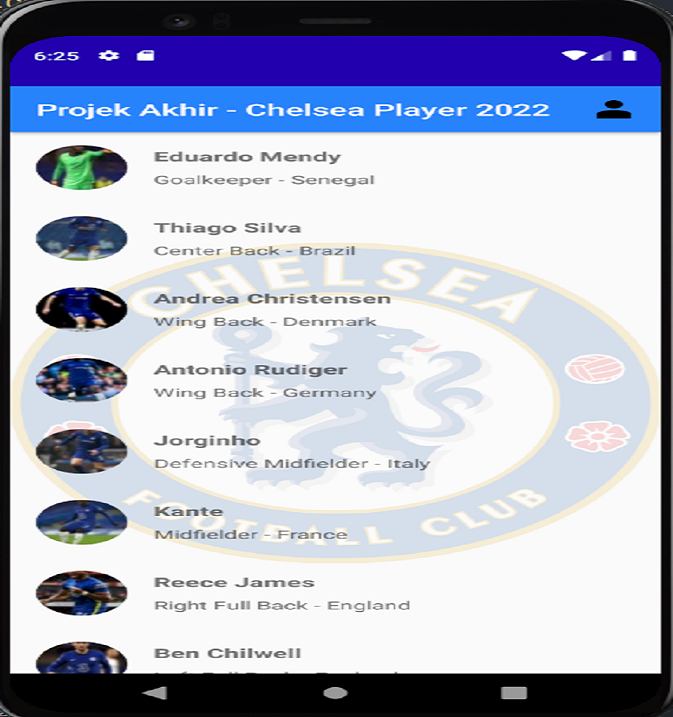 6:25
Projek Akhir - Chelsea Player 2022
Eduardo Mendy
Goalkeeper - Senegal
Thiago Silva
Center Back - Brazil
Andrea Christensen
Wing Back - Denmark
Antonio Rudiger
Wing Back - Germany
Jorginho
Defensive Midfielder - Italy
Kante
Midfielder - France
Reece James
Right Full Back - England
Ben Chilwell
CHELSEA
FOOTBALL CLUB